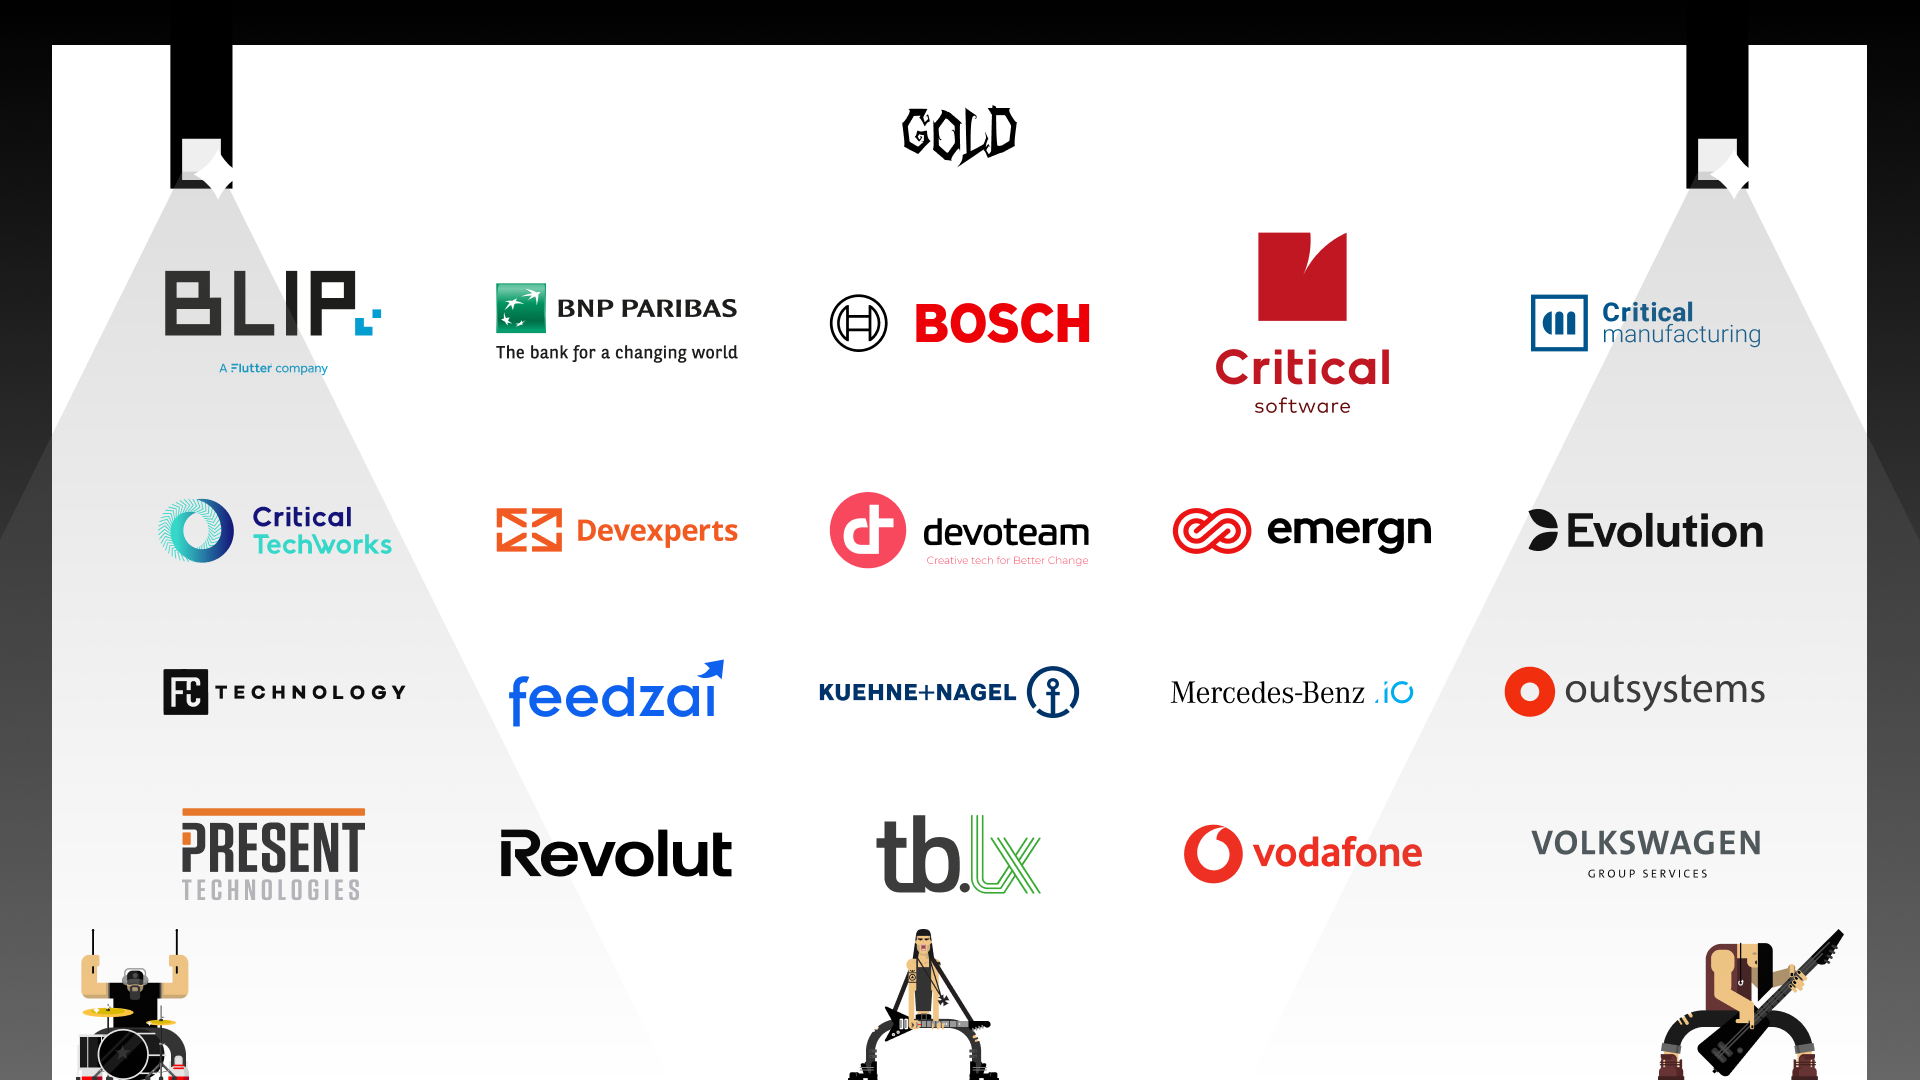 GOLD
BLIP
A Flutter company
BNP PARIBAS
The bank for a changing world
BOSCH
Critical
software
Critical
manufacturing
Critical
TechWorks
Devexperts
devoteam
Creative tech for Better Change
emergn
Evolution
FC TECHNOLOGY
feedzai
KUEHNE+NAGEL
Mercedes-Benz .io
outsystems
PRESENT
TECHNOLOGIES
Revolut
tb.lx
vodafone
VOLKSWAGEN
GROUP SERVICES